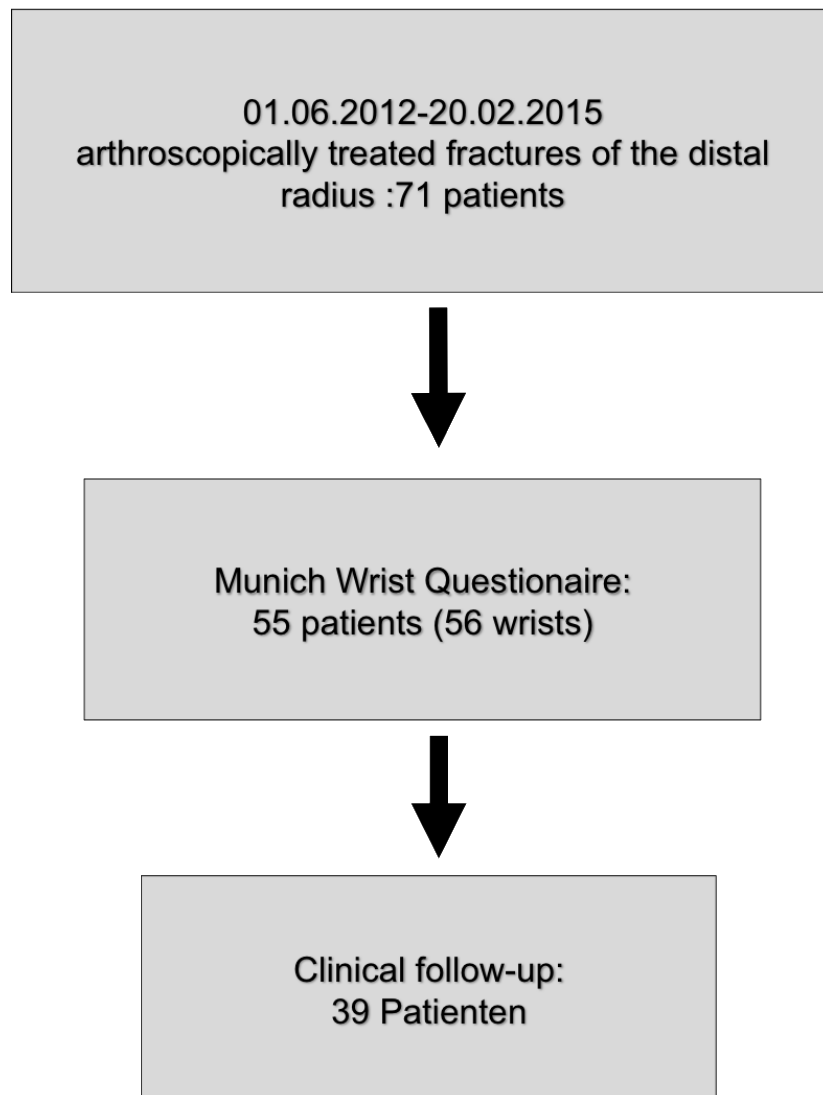 01.06.2012-20.02.2015
arthroscopically treated fractures of the distal
radius :71 patients
Munich Wrist Questionaire:
55 patients (56 wrists)
Clinical follow-up:
39 Patienten